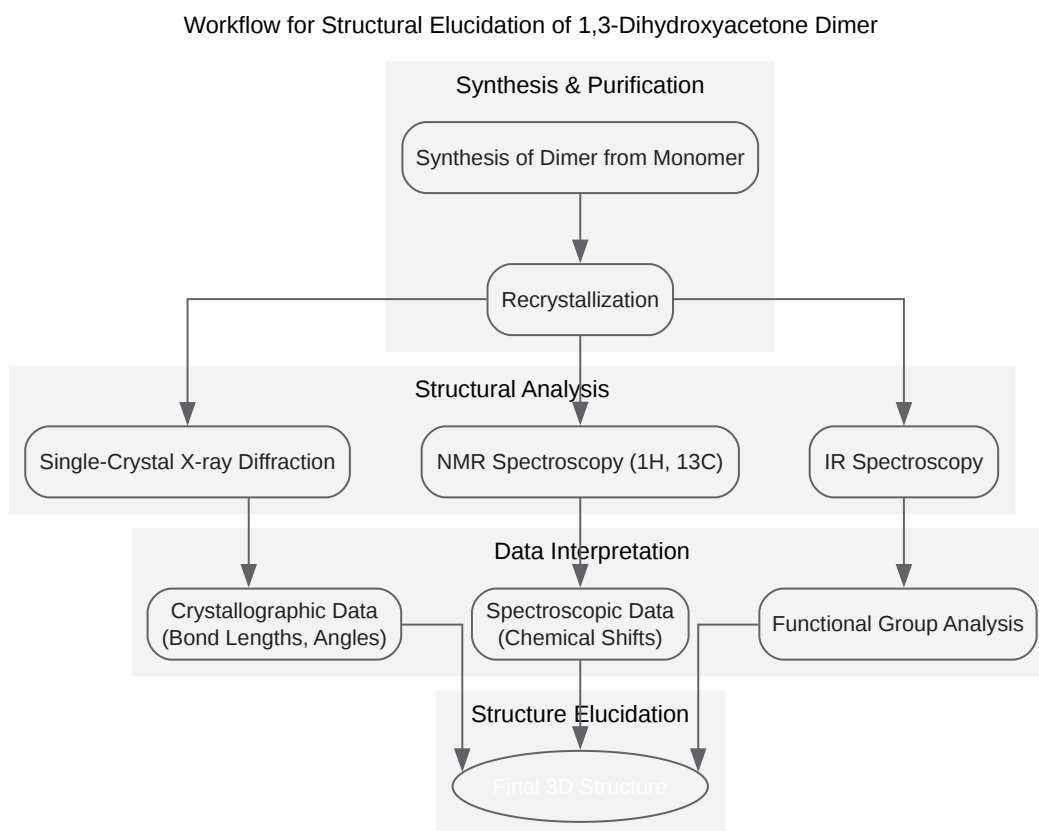 Workflow for Structural Elucidation of 1,3-Dihydroxyacetone Dimer
Synthesis & Purification
Synthesis of Dimer from Monomer
Recrystallization
Structural Analysis
Single-Crystal X-ray Diffraction
NMR Spectroscopy (1H, 13C)
IR Spectroscopy
Data Interpretation
Crystallographic Data
(Bond Lengths, Angles)
Spectroscopic Data
(Chemical Shifts)
Functional Group Analysis
Structure Elucidation
Final 3D Structure